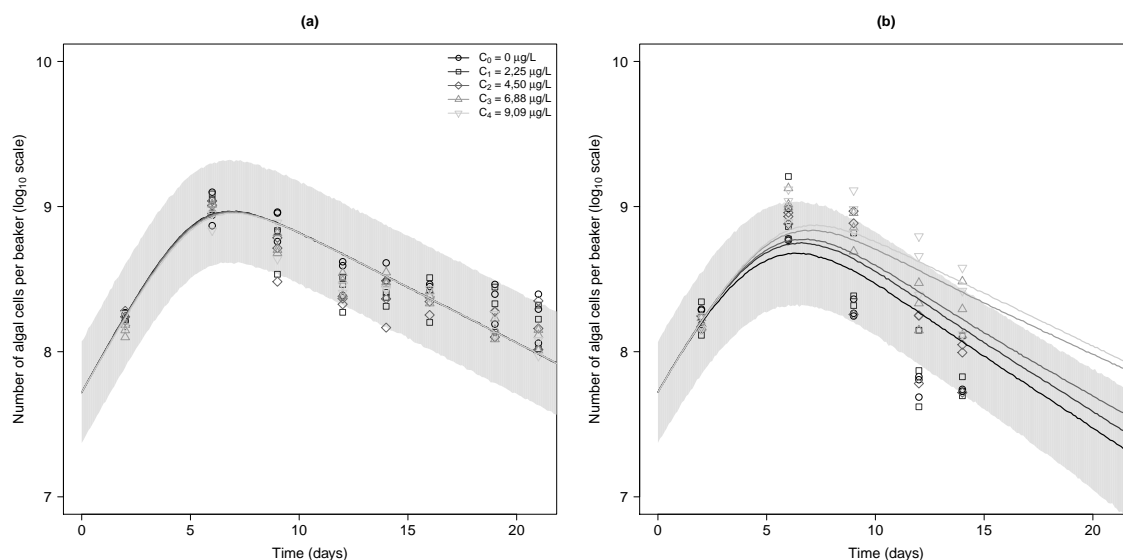 (a)
Number of algal cells per beaker (log₁₀ scale)
10
9
8
7
0 5 10 15 20
Time (days)
C₀ = 0 µg/L
C₁ = 2,25 µg/L
C₂ = 4,50 µg/L
C₃ = 6,88 µg/L
C₄ = 9,09 µg/L
(b)
Number of algal cells per beaker (log₁₀ scale)
10
9
8
7
0 5 10 15 20
Time (days)